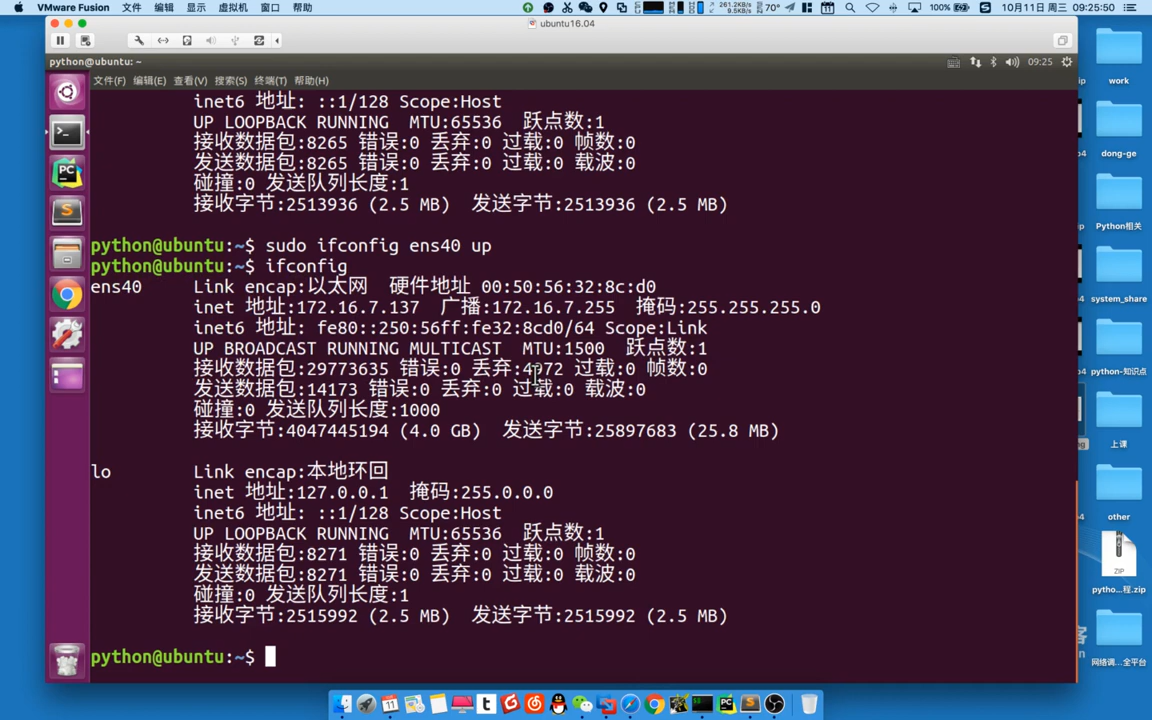 VMware Fusion 文件 编辑 显示 虚拟机 窗口 帮助 261.2KB/s 9.5KB/s 70° 11 100% 10月11日 周三 09:25:50
ubuntu16.04
python@ubuntu: ~ 09:25
文件(F) 编辑(E) 查看(V) 搜索(S) 终端(T) 帮助(H)
inet6 地址: ::1/128 Scope:Host
UP LOOPBACK RUNNING MTU:65536 跃点数:1
接收数据包:8265 错误:0 丢弃:0 过载:0 帧数:0
发送数据包:8265 错误:0 丢弃:0 过载:0 载波:0
碰撞:0 发送队列长度:1
接收字节:2513936 (2.5 MB) 发送字节:2513936 (2.5 MB)
python@ubuntu:~$ sudo ifconfig ens40 up
python@ubuntu:~$ ifconfig
ens40 Link encap:以太网 硬件地址 00:50:56:32:8c:d0
inet 地址:172.16.7.137 广播:172.16.7.255 掩码:255.255.255.0
inet6 地址: fe80::250:56ff:fe32:8cd0/64 Scope:Link
UP BROADCAST RUNNING MULTICAST MTU:1500 跃点数:1
接收数据包:29773635 错误:0 过载:0 帧数:0
发送数据包:14173 错误:0 丢弃:0 过载:0 载波:0
碰撞:0 发送队列长度:1000
接收字节:4047445194 (4.0 GB) 发送字节:25897683 (25.8 MB)
lo Link encap:本地环回
inet 地址:127.0.0.1 掩码:255.0.0.0
inet6 地址: ::1/128 Scope:Host
UP LOOPBACK RUNNING MTU:65536 跃点数:1
接收数据包:8271 错误:0 丢弃:0 过载:0 帧数:0
发送数据包:8271 错误:0 丢弃:0 过载:0 载波:0
碰撞:0 发送队列长度:1
接收字节:2515992 (2.5 MB) 发送字节:2515992 (2.5 MB)
python@ubuntu:~$
work
dong-ge
Python相关
system_share
python-知识点
上课
other
ZIP
pytho...程.zip
网络调...全平台